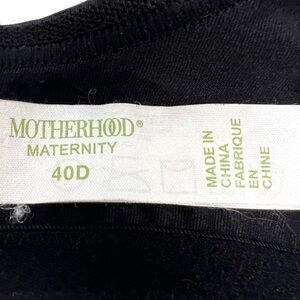 MOTHERHOOD®
MATERNITY
40D
MADE IN
CHINA
FABRIQUE
EN
CHINE